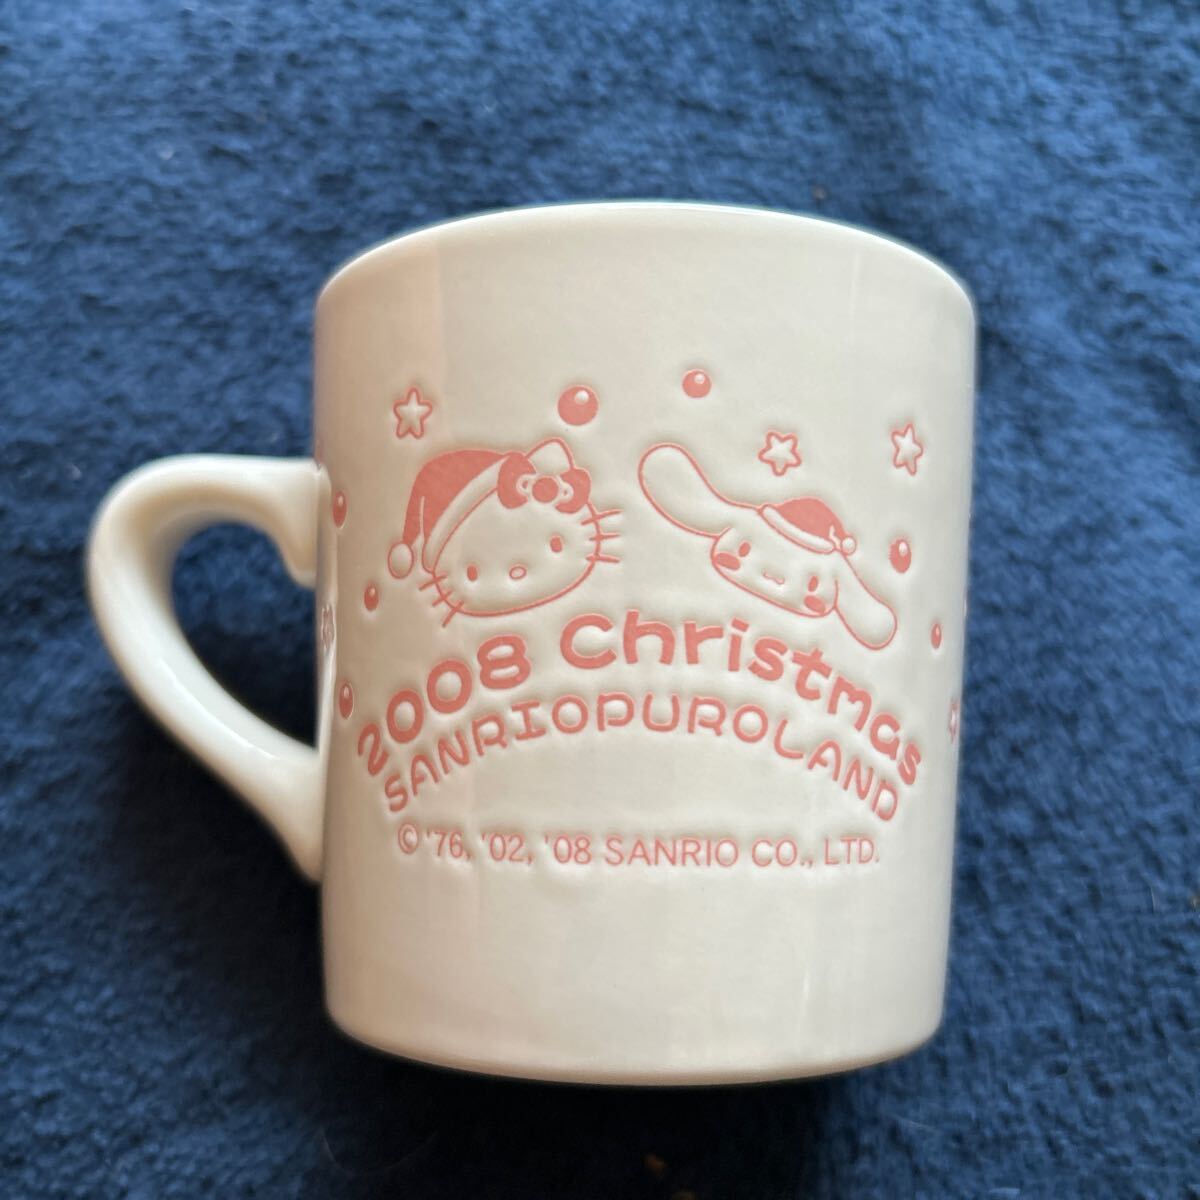 2008 Christmas
SANRIOPUROLAND
© '76, '02, '08 SANRIO CO., LTD.